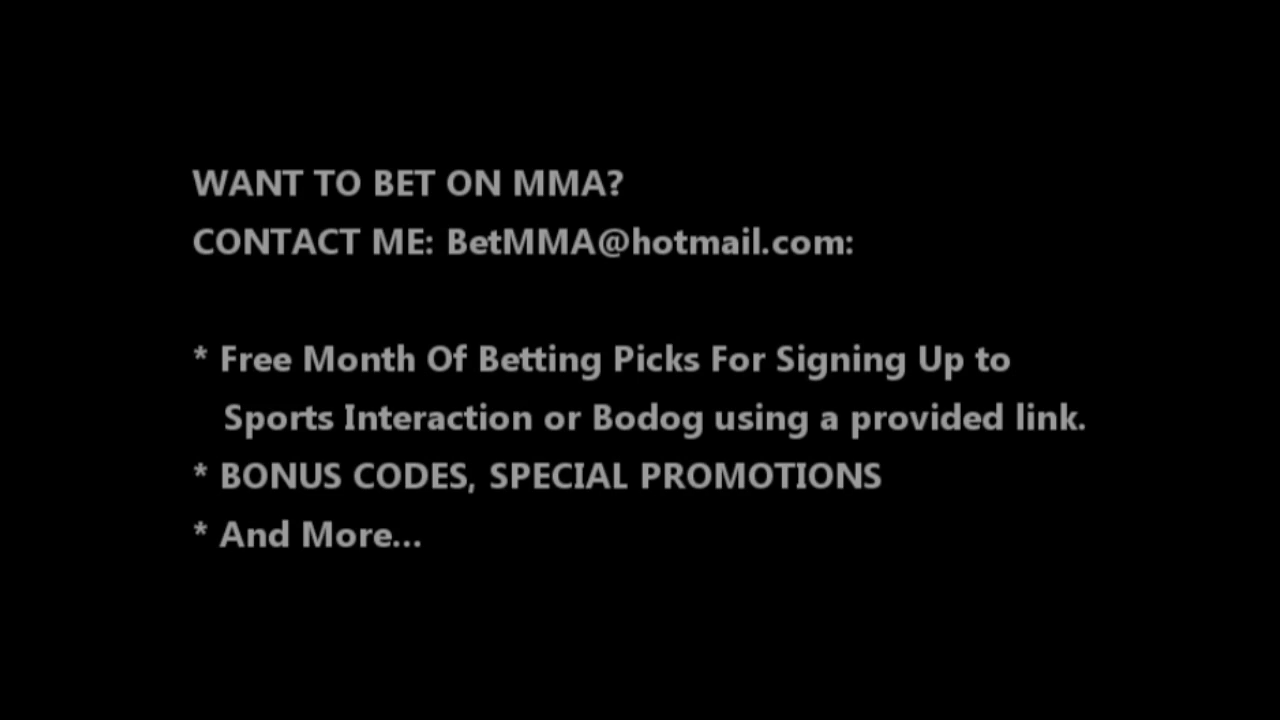 WANT TO BET ON MMA?
CONTACT ME: BetMMA@hotmail.com:
* Free Month Of Betting Picks For Signing Up to
Sports Interaction or Bodog using a provided link.
* BONUS CODES, SPECIAL PROMOTIONS
* And More...